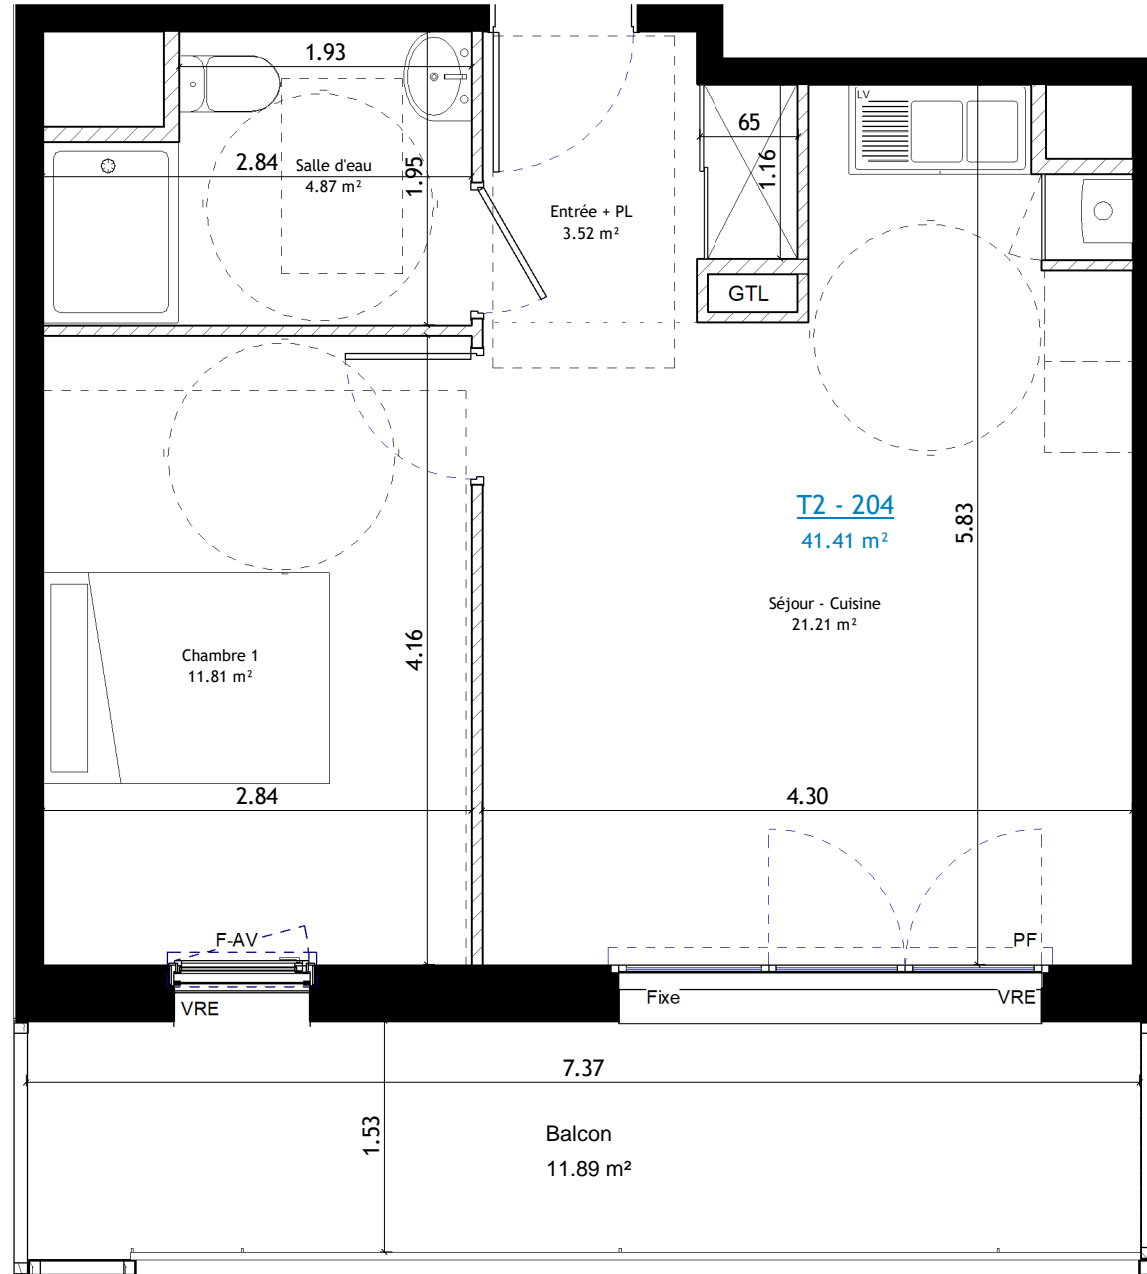 1.93
2.84
Salle d'eau
4.87 m²
1.95
Entrée + PL
3.52 m²
65
1.16
GTL
LV
T2 - 204
41.41 m²
5.83
Séjour - Cuisine
21.21 m²
Chambre 1
11.81 m²
4.16
2.84
4.30
F-AV
VRE
PF
Fixe
VRE
7.37
1.53
Balcon
11.89 m²